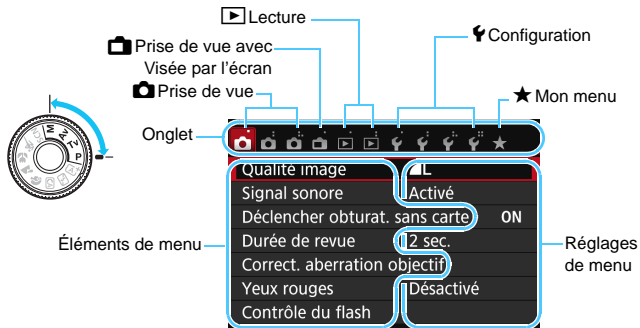 Lecture
Prise de vue avec
Visée par l'écran
Configuration
Prise de vue
Mon menu
Onglet
Qualité image L
Signal sonore Activé
Déclencher obturat. sans carte ON
Durée de revue 2 sec.
Correct. aberration objectif
Yeux rouges Désactivé
Contrôle du flash
Éléments de menu
Réglages
de menu
M
Av
Tv
P